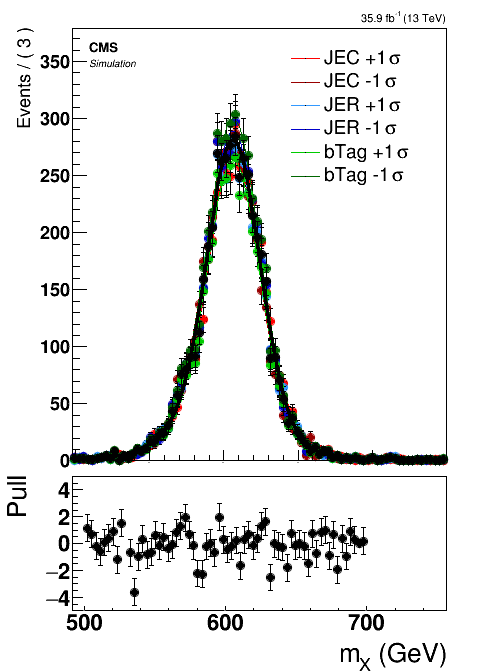 35.9 fb⁻¹ (13 TeV)
Events / ( 3 )
CMS
Simulation
JEC +1σ
JEC -1σ
JER +1σ
JER -1σ
bTag +1σ
bTag -1σ
350
300
250
200
150
100
50
0
Pull
4
2
0
−2
−4
500 600 700
m_X (GeV)